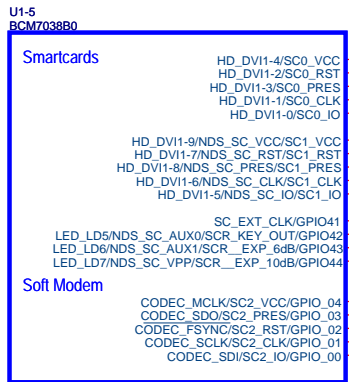 U1-5
BCM7038B0
Smartcards
HD_DVI1-4/SC0_VCC
HD_DVI1-2/SC0_RST
HD_DVI1-3/SC0_PRES
HD_DVI1-1/SC0_CLK
HD_DVI1-0/SC0_IO
HD_DVI1-9/NDS_SC_VCC/SC1_VCC
HD_DVI1-7/NDS_SC_RST/SC1_RST
HD_DVI1-8/NDS_SC_PRES/SC1_PRES
HD_DVI1-6/NDS_SC_CLK/SC1_CLK
HD_DVI1-5/NDS_SC_IO/SC1_IO
SC_EXT_CLK/GPIO41
LED_LD5/NDS_SC_AUX0/SCR_KEY_OUT/GPIO42
LED_LD6/NDS_SC_AUX1/SCR__EXP_6dB/GPIO43
LED_LD7/NDS_SC_VPP/SCR__EXP_10dB/GPIO44
Soft Modem
CODEC_MCLK/SC2_VCC/GPIO_04
CODEC_SDO/SC2_PRES/GPIO_03
CODEC_FSYNC/SC2_RST/GPIO_02
CODEC_SCLK/SC2_CLK/GPIO_01
CODEC_SDI/SC2_IO/GPIO_00